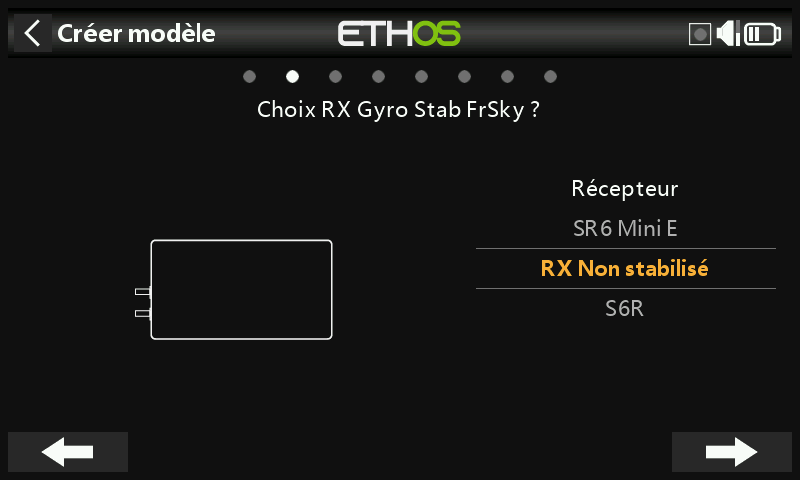 Créer modèle
ETHOS
Choix RX Gyro Stab FrSky ?
Récepteur
SR6 Mini E
RX Non stabilisé
S6R